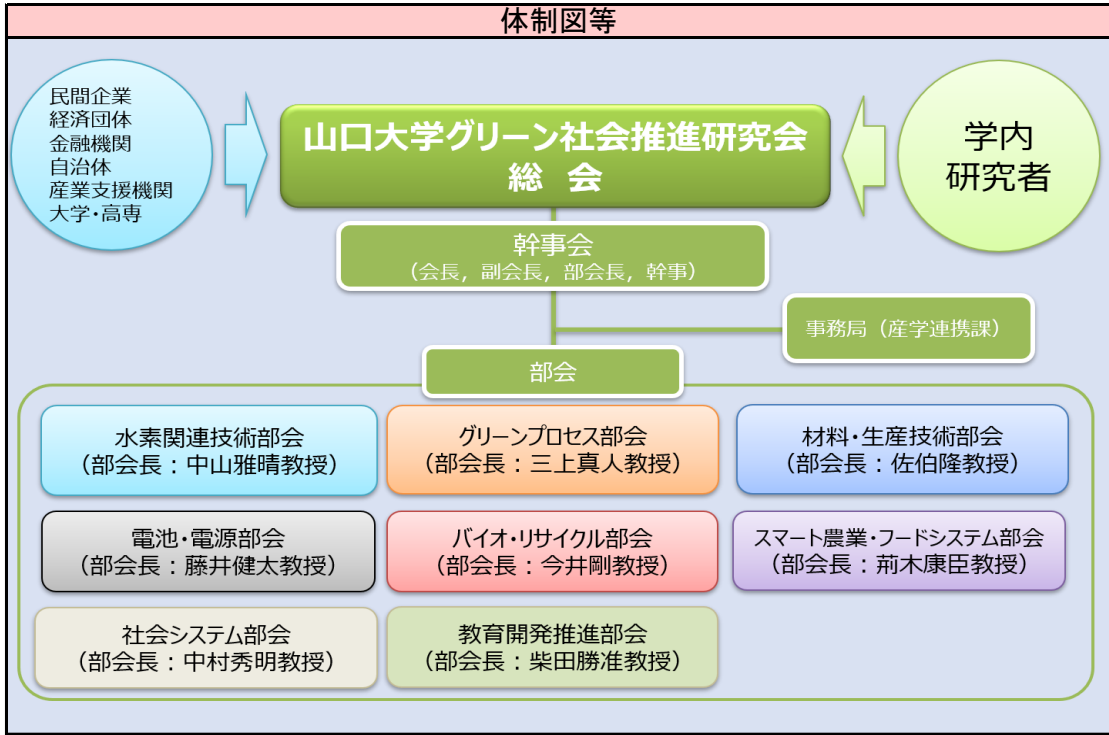 体制図等
民間企業
経済団体
金融機関
自治体
産業支援機関
大学・高専
山口大学グリーン社会推進研究会
総 会
学内
研究者
幹事会
（会長，副会長，部会長，幹事）
事務局（産学連携課）
部会
水素関連技術部会
（部会長：中山雅晴教授）
グリーンプロセス部会
（部会長：三上真人教授）
材料・生産技術部会
（部会長：佐伯隆教授）
電池・電源部会
（部会長：藤井健太教授）
バイオ・リサイクル部会
（部会長：今井剛教授）
スマート農業・フードシステム部会
（部会長：荊木康臣教授）
社会システム部会
（部会長：中村秀明教授）
教育開発推進部会
（部会長：柴田勝准教授）